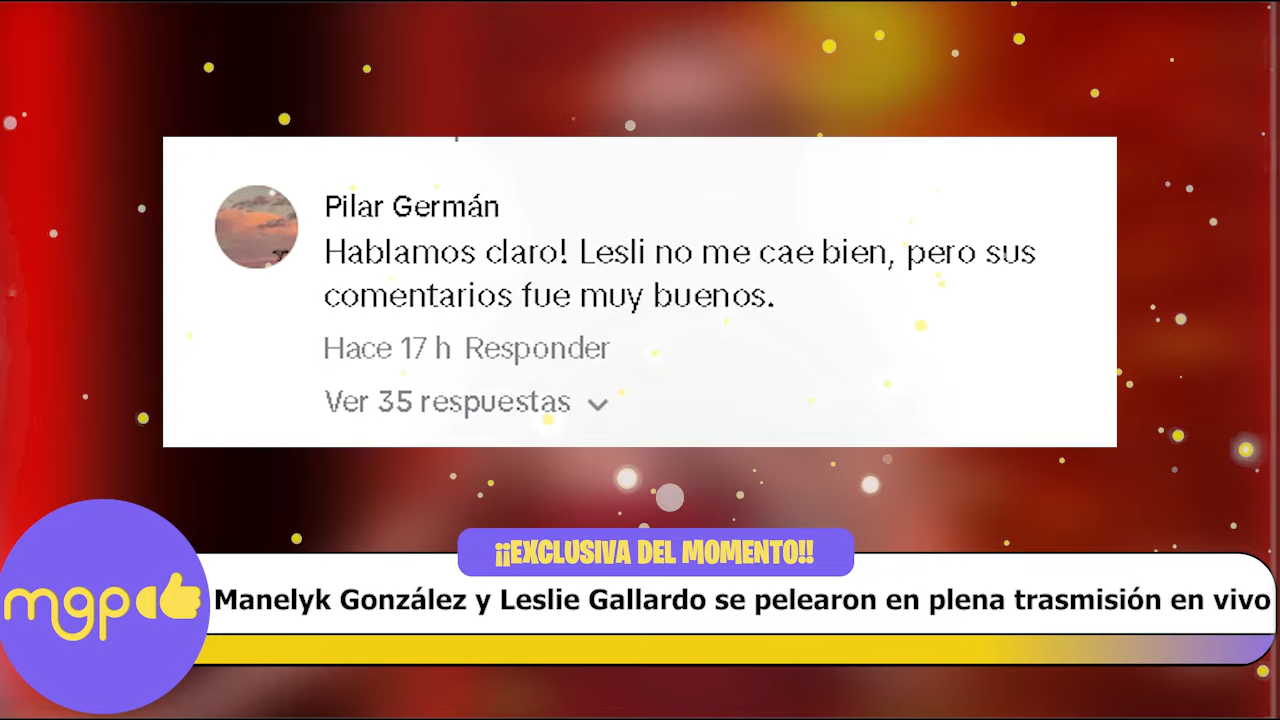 Pilar Germán
Hablamos claro! Lesli no me cae bien, pero sus
comentarios fue muy buenos.
Hace 17 h Responder
Ver 35 respuestas
¡¡EXCLUSIVA DEL MOMENTO!!
mgp
Manelyk González y Leslie Gallardo se pelearon en plena trasmisión en vivo